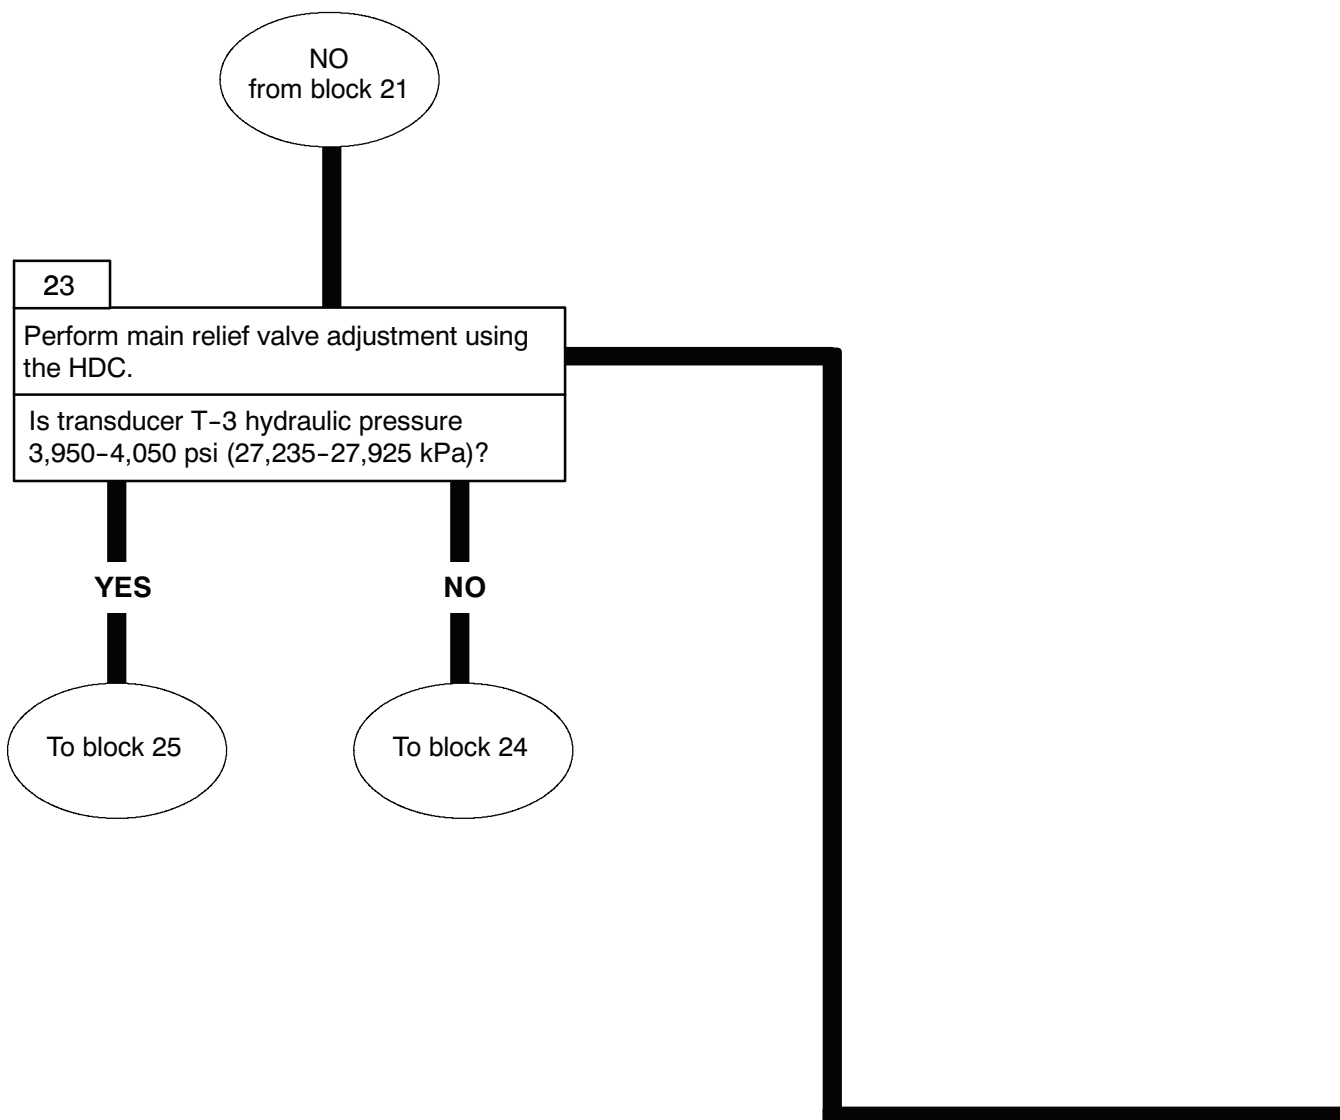 NO
from block 21
23
Perform main relief valve adjustment using
the HDC.
Is transducer T-3 hydraulic pressure
3,950-4,050 psi (27,235-27,925 kPa)?
YES
NO
To block 25
To block 24